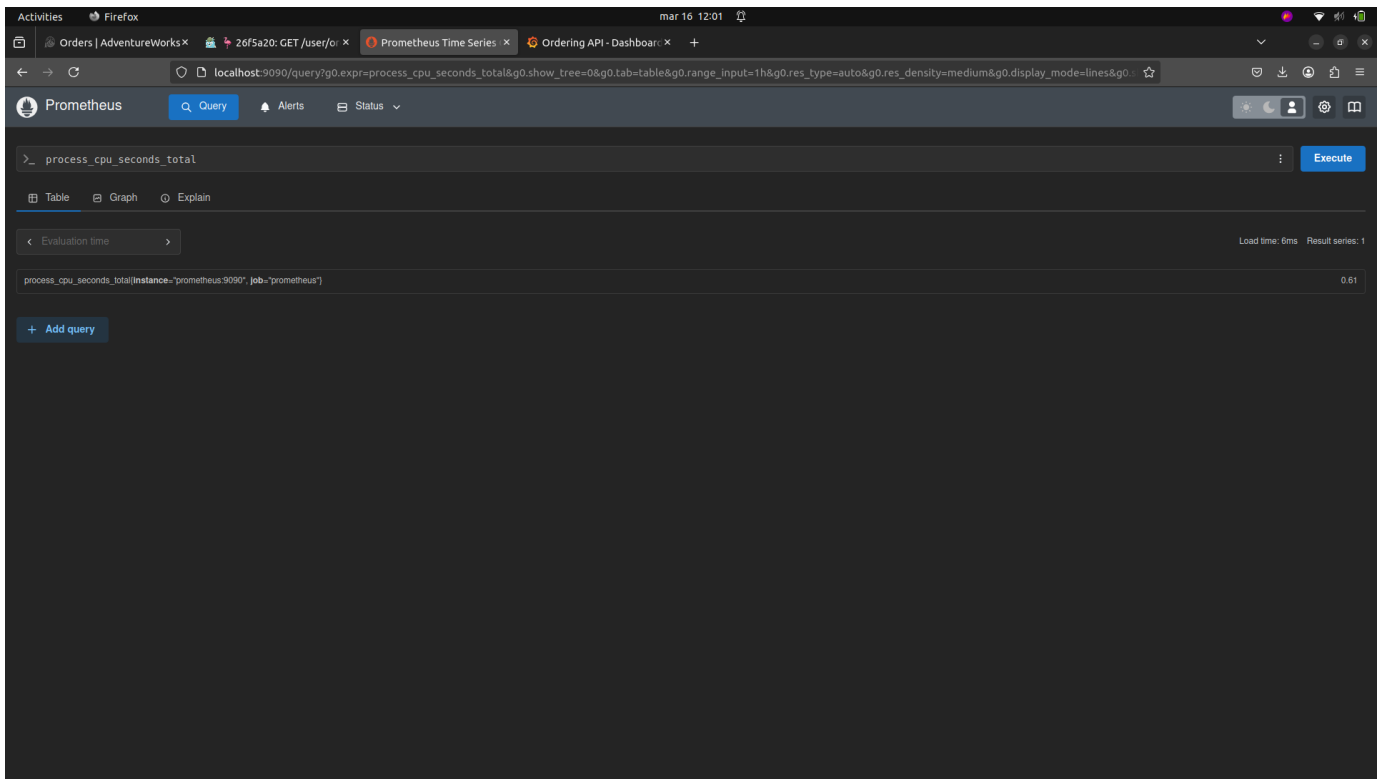 Activities Firefox mar 16 12:01
Orders | AdventureWorks 26f5a20: GET /user/or Prometheus Time Series Ordering API - Dashboard
localhost:9090/query?g0.expr=process_cpu_seconds_total&g0.show_tree=0&g0.tab=table&g0.range_input=1h&g0.res_type=auto&g0.res_density=medium&g0.display_mode=lines&g0.s
Prometheus Query Alerts Status
>_ process_cpu_seconds_total Execute
Table Graph Explain
Evaluation time Load time: 6ms Result series: 1
process_cpu_seconds_total{instance="prometheus:9090", job="prometheus"} 0.61
+ Add query